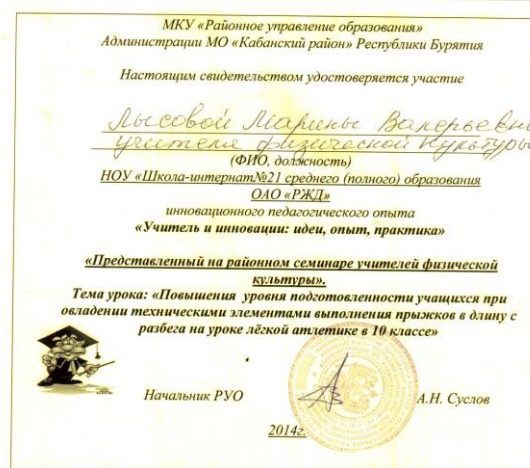 МКУ «Районное управление образования»
Администрации МО «Кабанский район» Республики Бурятия
Настоящим свидетельством удостоверяется участие
Лысовой Марины Валерьевны
учителя физической культуры
(ФИО, должность)
НОУ «Школа-интернат№21 среднего (полного) образования
ОАО «РЖД»
инновационного педагогического опыта
«Учитель и инновации: идеи, опыт, практика»
«Представленный на районном семинаре учителей физической
культуры».
Тема урока: «Повышения уровня подготовленности учащихся при
овладении техническими элементами выполнения прыжков в длину с
разбега на уроке лёгкой атлетике в 10 классе»
Начальник РУО
А.Н. Суслов
2014г.